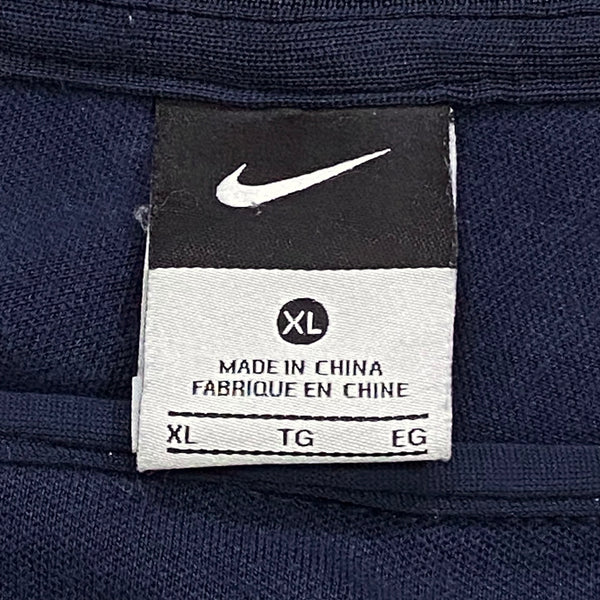 XL
MADE IN CHINA
FABRIQUE EN CHINE
XL TG EG